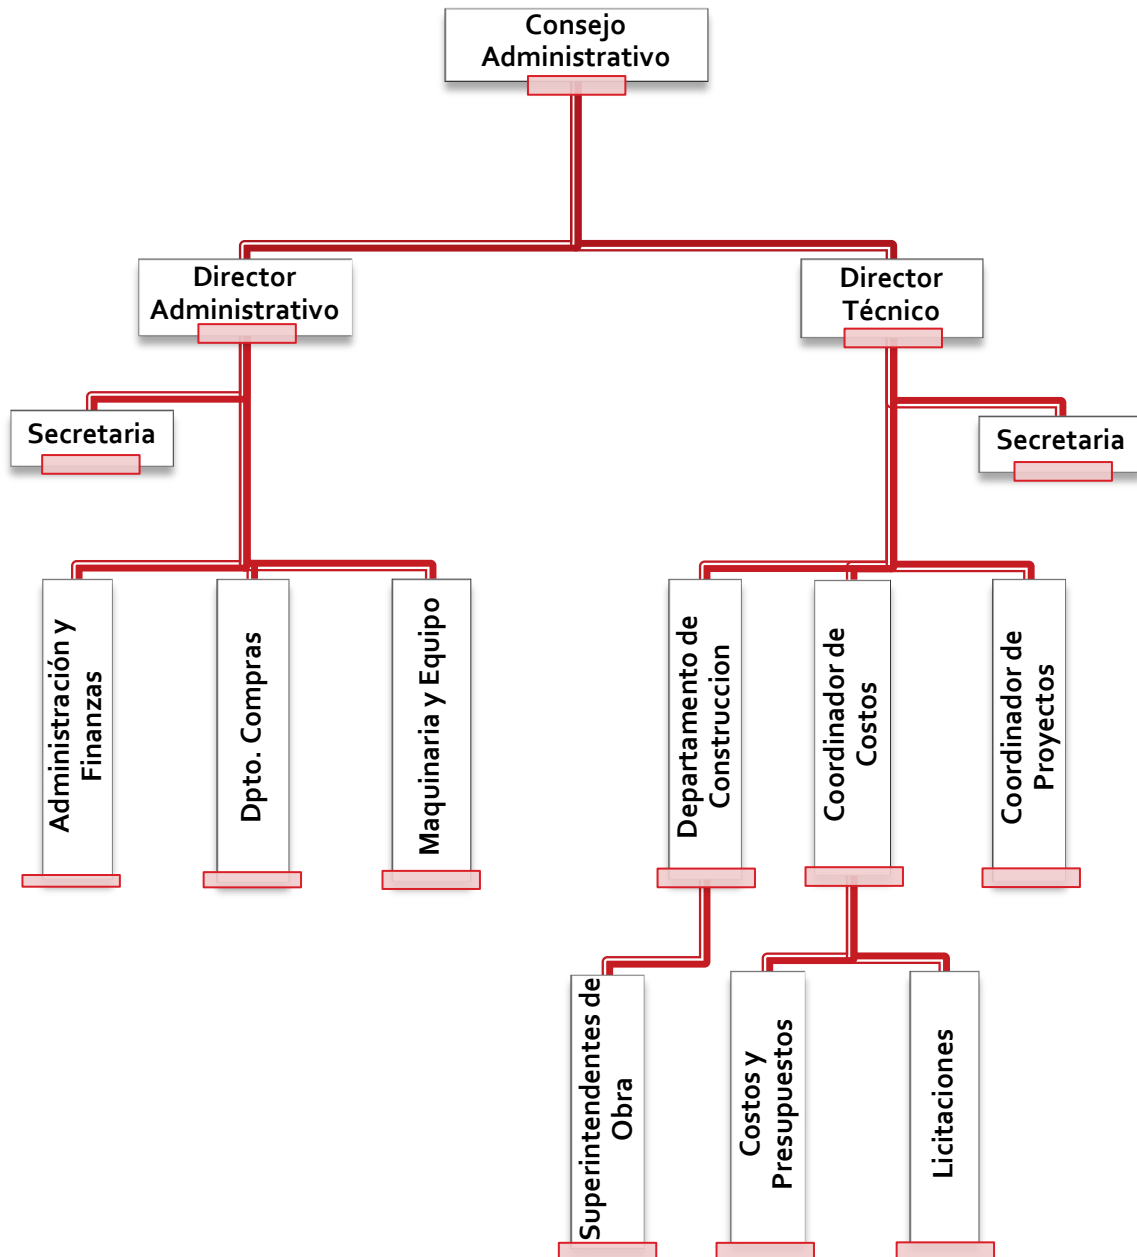 Consejo
Administrativo
Director
Administrativo
Director
Técnico
Secretaria
Secretaria
Administración y
Finanzas
Dpto. Compras
Maquinaria y Equipo
Departamento de
Construccion
Coordinador de
Costos
Coordinador de
Proyectos
Superintendentes de
Obra
Costos y
Presupuestos
Licitaciones